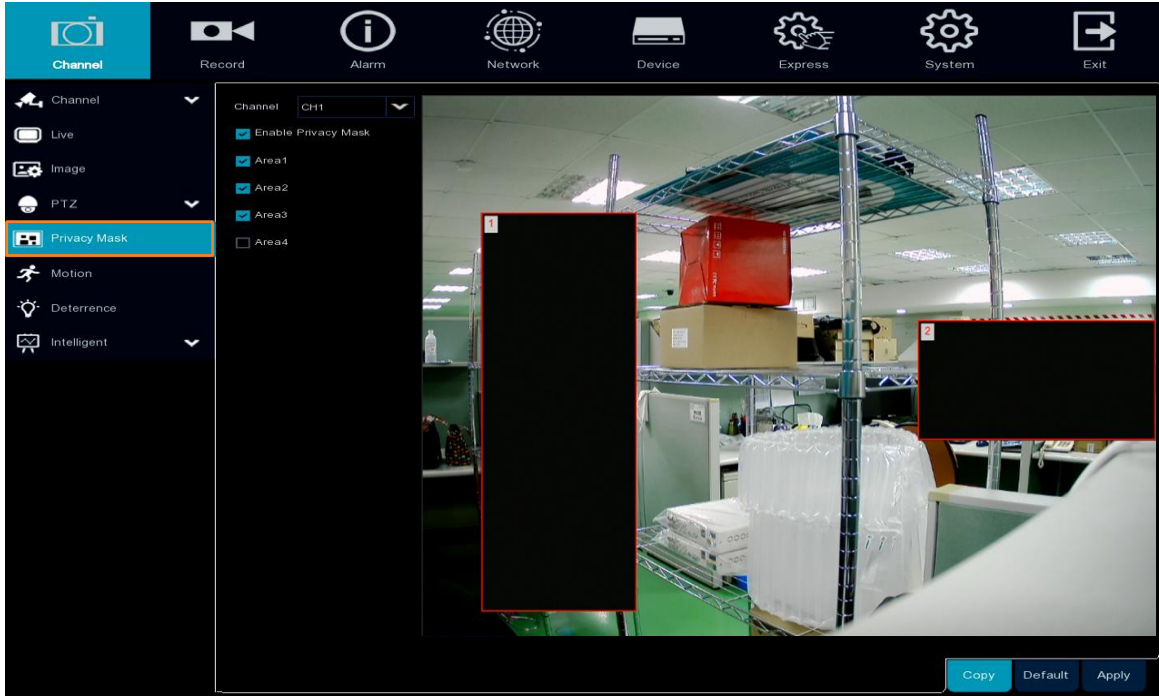 Channel
Record
Alarm
Network
Device
Express
System
Exit
Channel
Live
Image
PTZ
Privacy Mask
Motion
Deterrence
Intelligent
Channel CH1
Enable Privacy Mask
Area1
Area2
Area3
Area4
1
2
Copy
Default
Apply